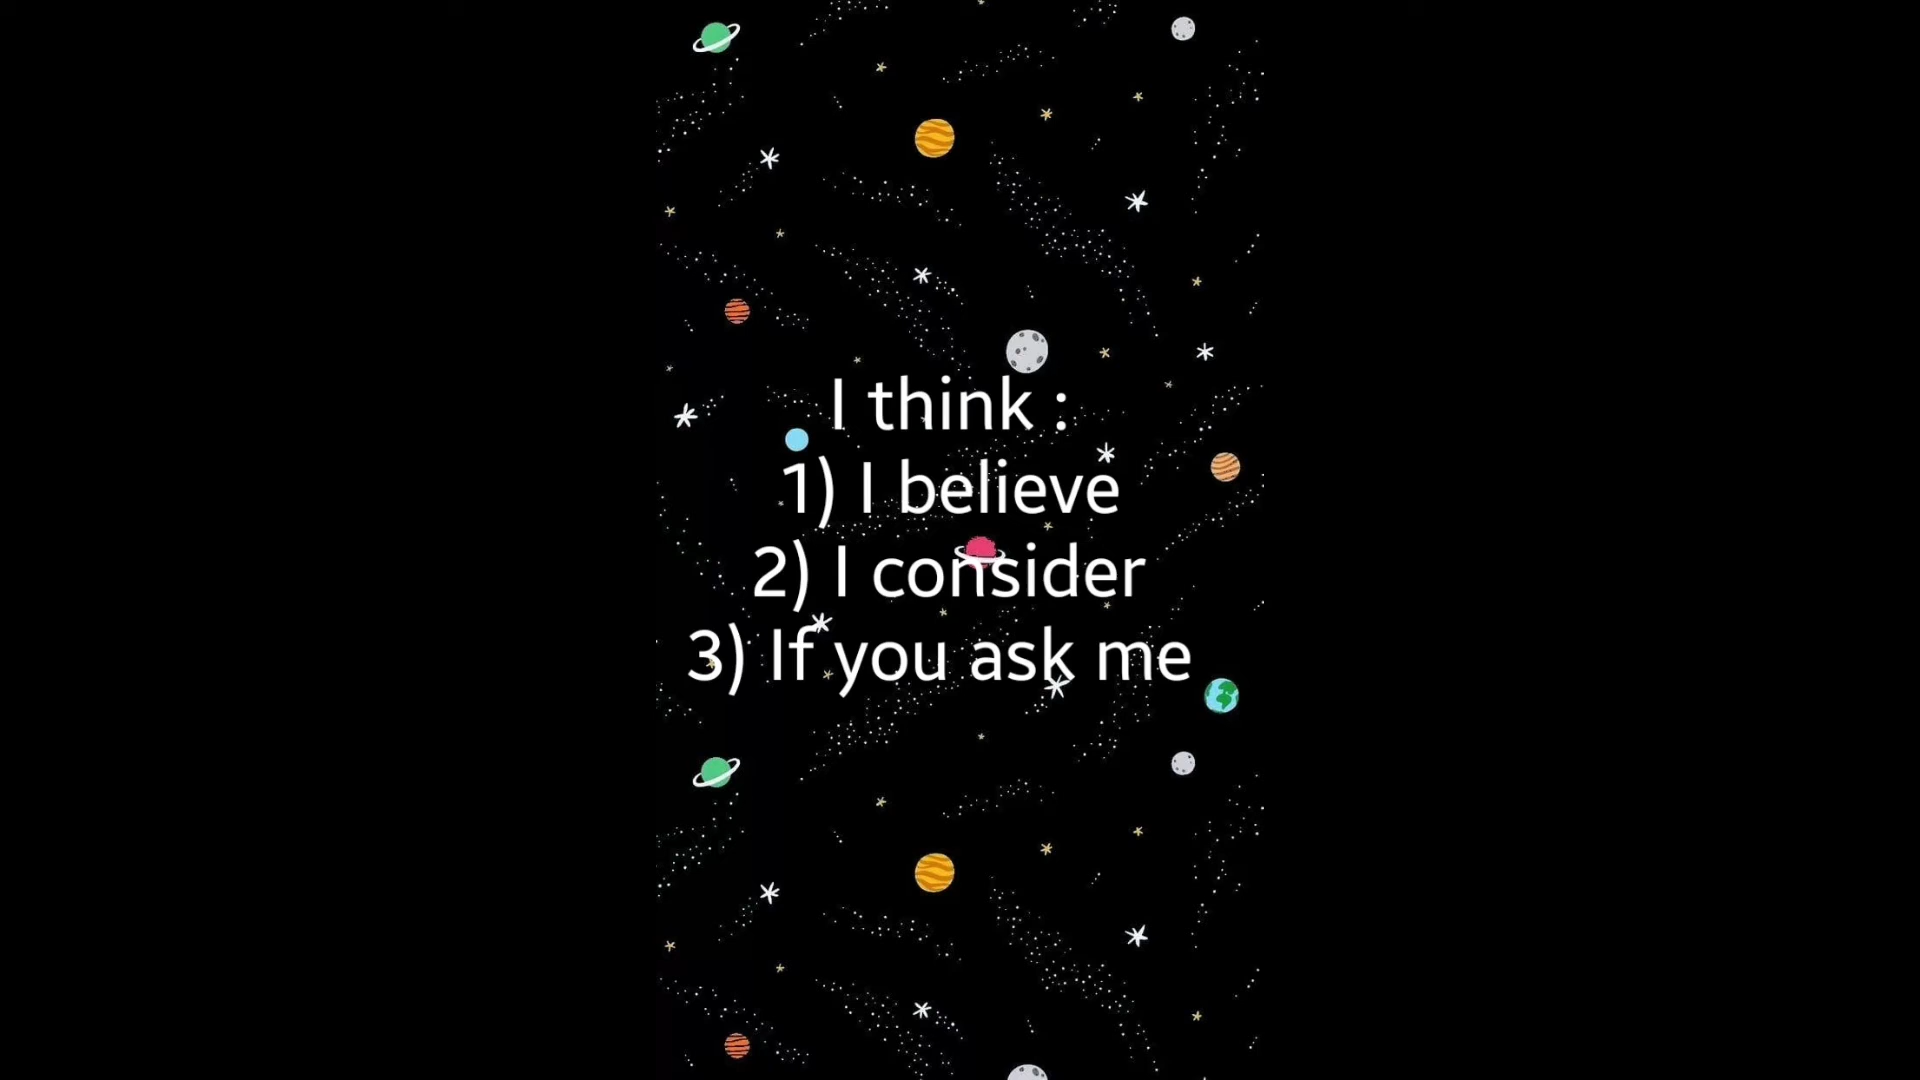 I think :
1) I believe
2) I consider
3) If you ask me